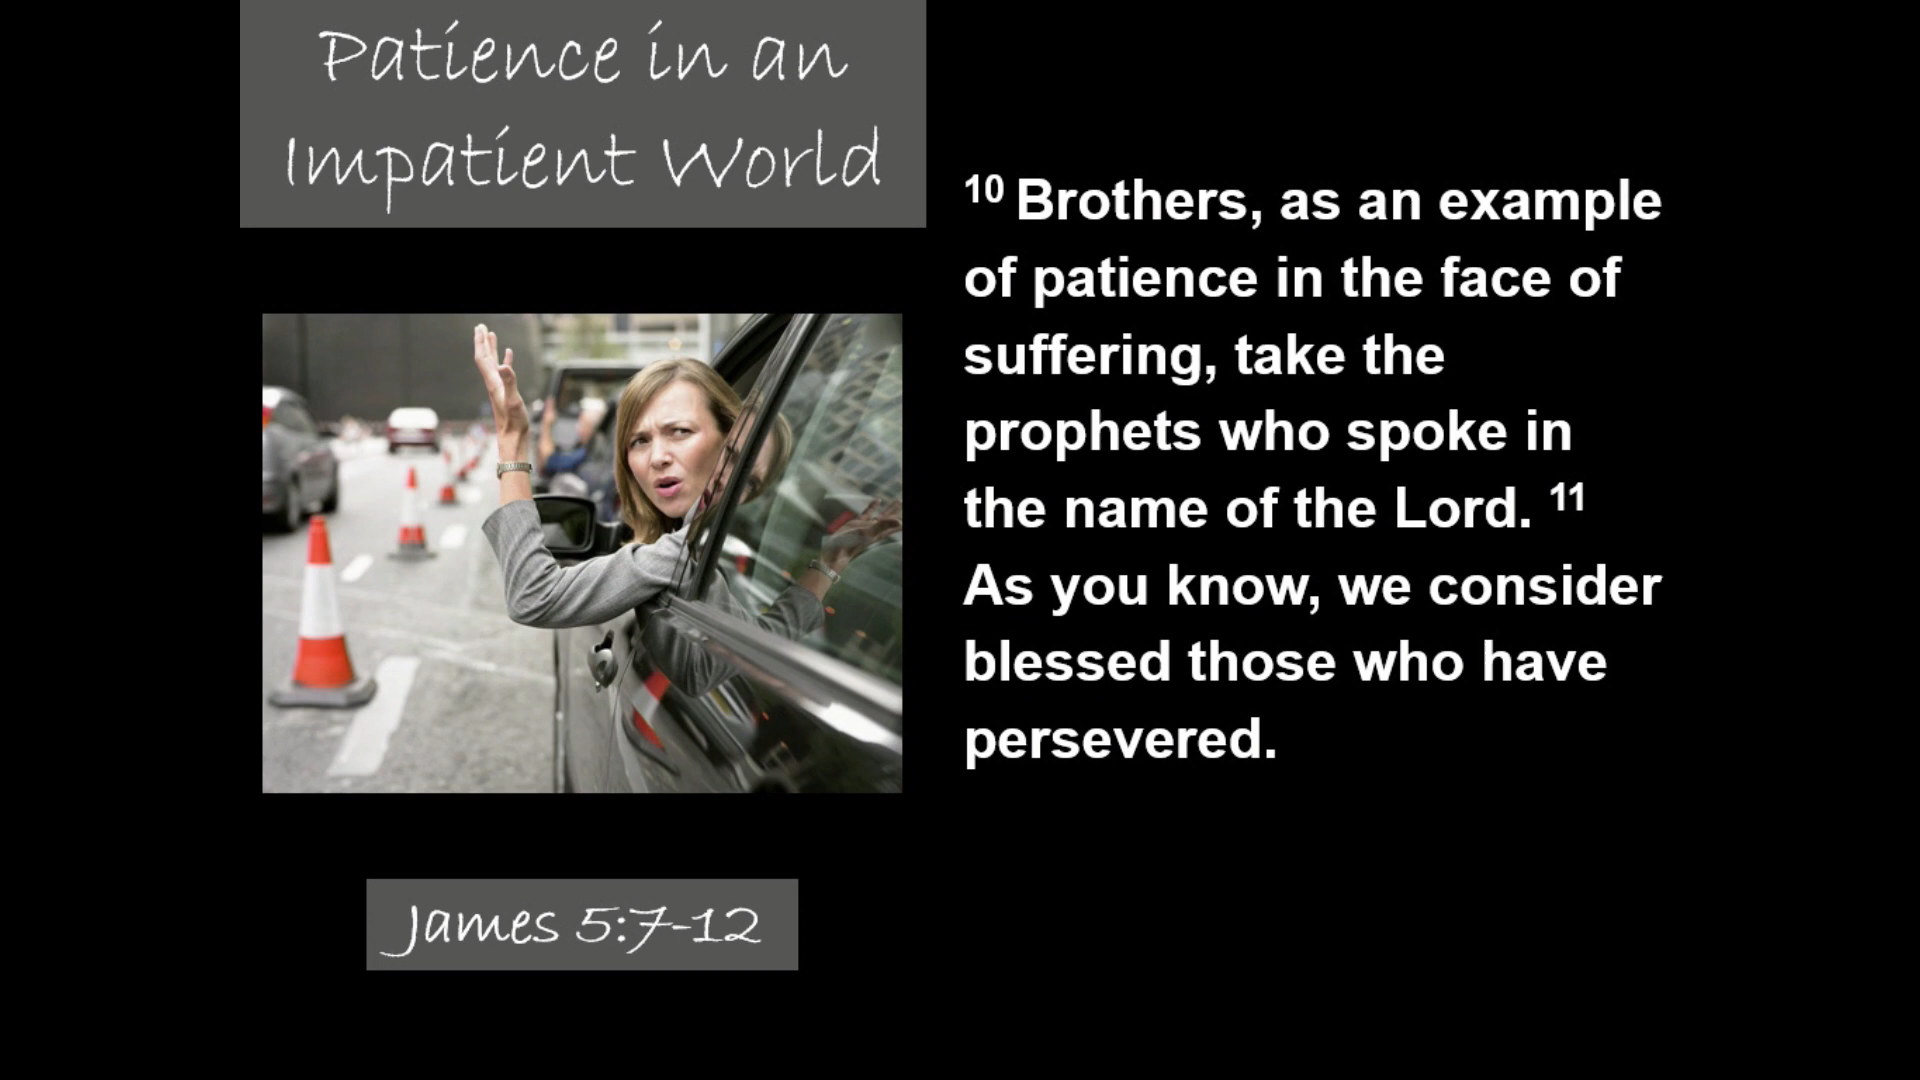 Patience in an
Impatient World
10 Brothers, as an example
of patience in the face of
suffering, take the
prophets who spoke in
the name of the Lord. 11
As you know, we consider
blessed those who have
persevered.
James 5:7-12